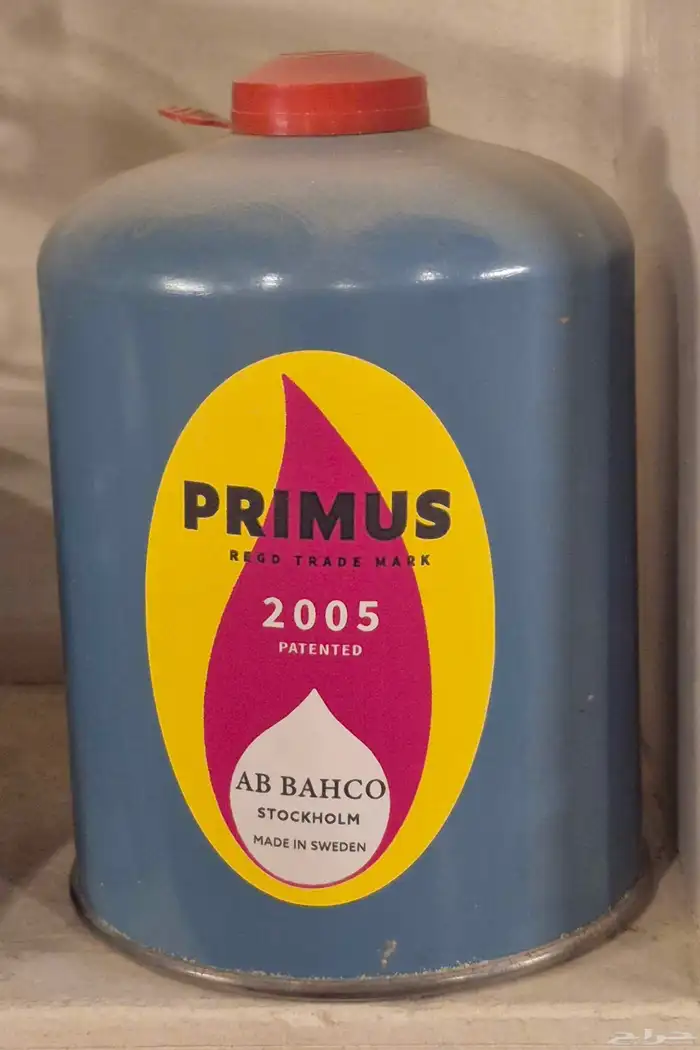 PRIMUS
REGD TRADE MARK
2005
PATENTED
AB BAHCO
STOCKHOLM
MADE IN SWEDEN
حراج